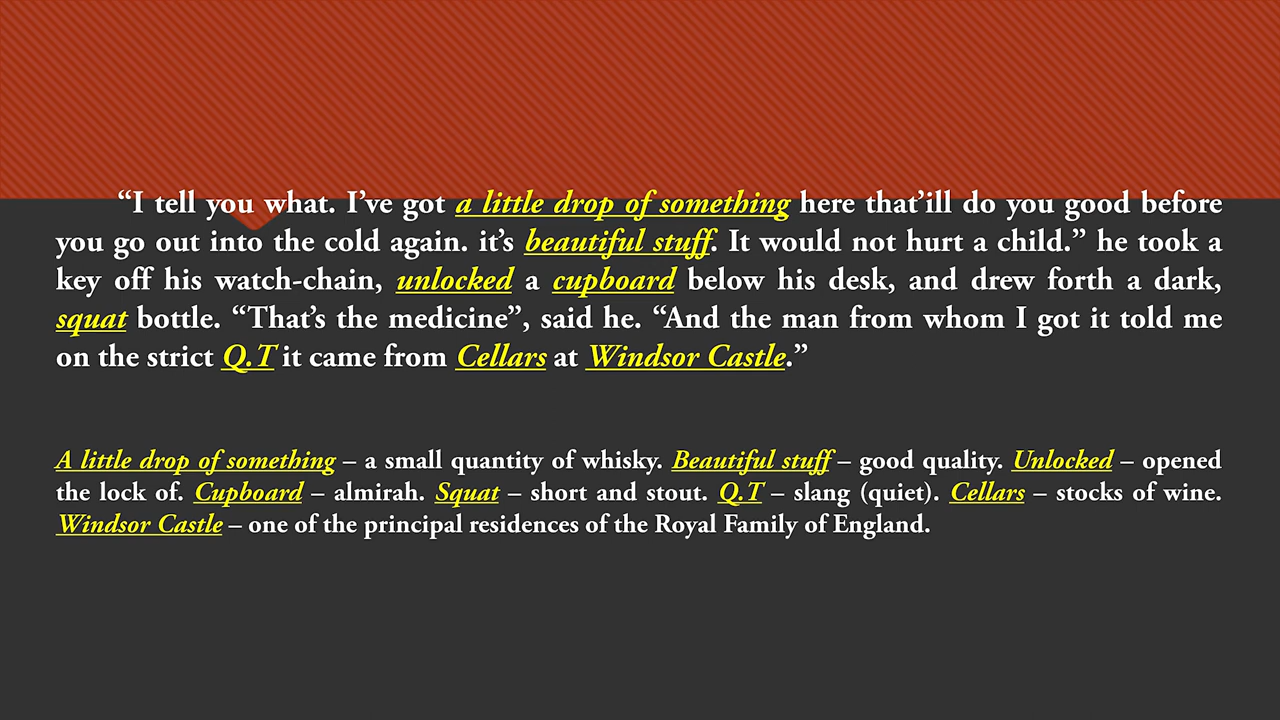 “I tell you what. I’ve got a little drop of something here that’ill do you good before
you go out into the cold again. it’s beautiful stuff. It would not hurt a child.” he took a
key off his watch-chain, unlocked a cupboard below his desk, and drew forth a dark,
squat bottle. “That’s the medicine”, said he. “And the man from whom I got it told me
on the strict Q.T it came from Cellars at Windsor Castle.”
A little drop of something – a small quantity of whisky. Beautiful stuff – good quality. Unlocked – opened
the lock of. Cupboard – almirah. Squat – short and stout. Q.T – slang (quiet). Cellars – stocks of wine.
Windsor Castle – one of the principal residences of the Royal Family of England.